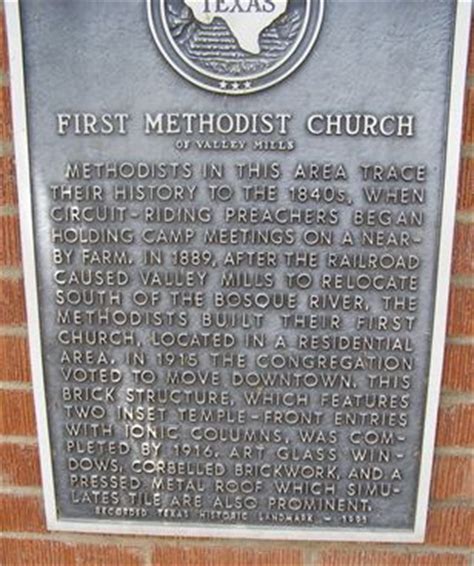 TEXAS
FIRST METHODIST CHURCH
OF VALLEY MILLS
METHODISTS IN THIS AREA TRACE
THEIR HISTORY TO THE 1840s, WHEN
CIRCUIT-RIDING PREACHERS BEGAN
HOLDING CAMP MEETINGS ON A NEAR-
BY FARM. IN 1889, AFTER THE RAILROAD
CAUSED VALLEY MILLS TO RELOCATE
SOUTH OF THE BOSQUE RIVER, THE
METHODISTS BUILT THEIR FIRST
CHURCH, LOCATED IN A RESIDENTIAL
AREA. IN 1915 THE CONGREGATION
VOTED TO MOVE DOWNTOWN. THIS
BRICK STRUCTURE, WHICH FEATURES
TWO INSET TEMPLE-FRONT ENTRIES
WITH IONIC COLUMNS, WAS COM-
PLETED BY 1916. ART GLASS WIN-
DOWS, CORBELLED BRICKWORK, AND A
PRESSED METAL ROOF WHICH SIMU-
LATES TILE ARE ALSO PROMINENT.
RECORDED TEXAS HISTORIC LANDMARK -